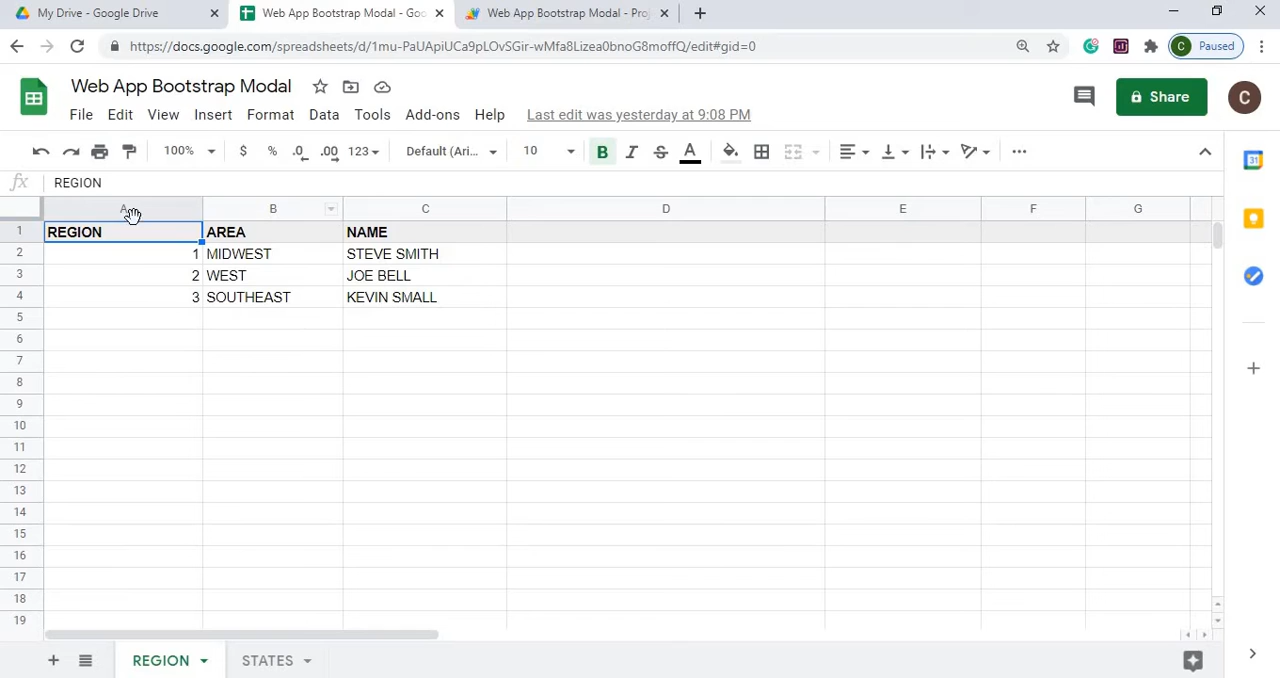 My Drive - Google Drive
Web App Bootstrap Modal - Goo
Web App Bootstrap Modal - Proj
https://docs.google.com/spreadsheets/d/1mu-PaUApiUCa9pLOvSGir-wMfa8Lizea0bnoG8moffQ/edit#gid=0
C Paused
Web App Bootstrap Modal
File Edit View Insert Format Data Tools Add-ons Help Last edit was yesterday at 9:08 PM
Share
C
100% $ % .0 .00 123 Default (Ari... 10 B I S A
31
fx REGION
A B C D E F G
1 REGION AREA NAME
2 1 MIDWEST STEVE SMITH
3 2 WEST JOE BELL
4 3 SOUTHEAST KEVIN SMALL
5
6
7
8
9
10
11
12
13
14
15
16
17
18
19
REGION STATES